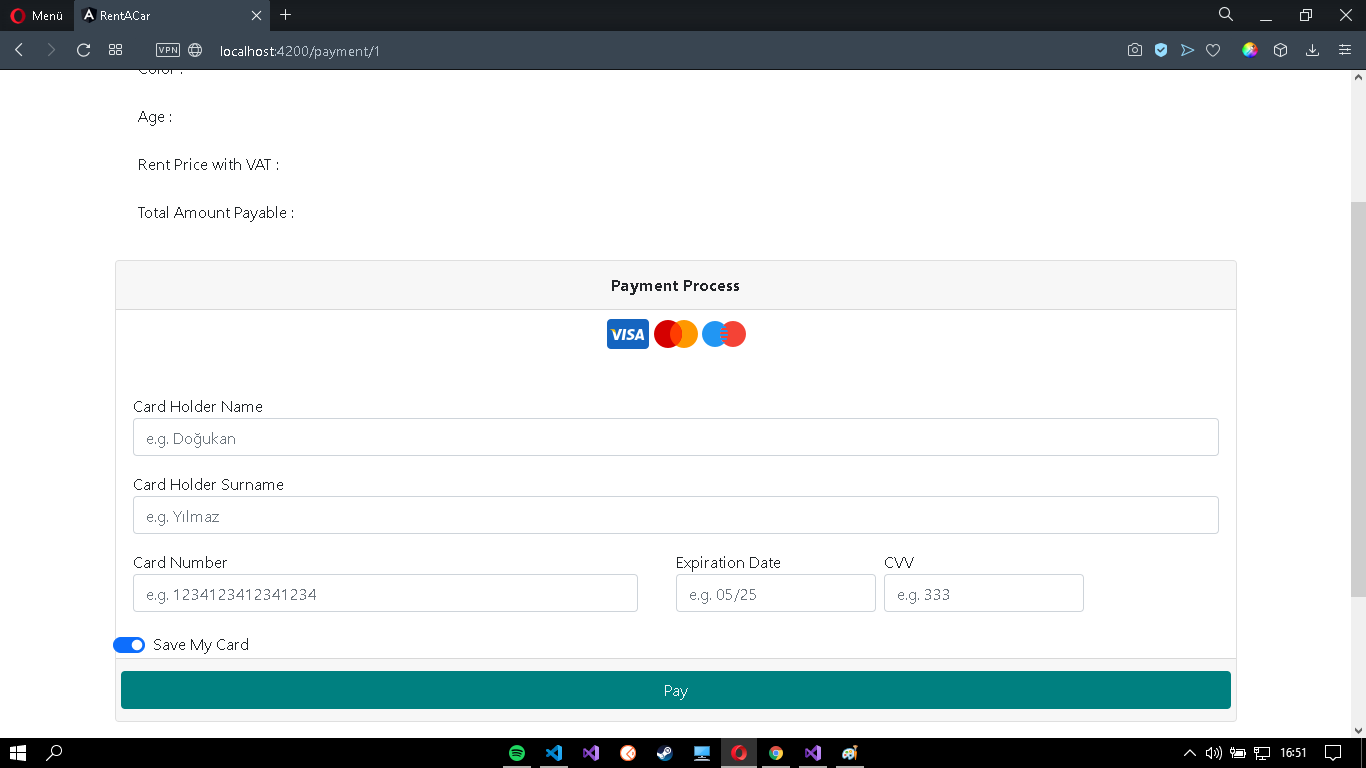 Menü
RentACar
VPN
localhost:4200/payment/1
Color :
Age :
Rent Price with VAT :
Total Amount Payable :
Payment Process
VISA
Card Holder Name
e.g. Doğukan
Card Holder Surname
e.g. Yılmaz
Card Number Expiration Date CVV
e.g. 1234123412341234 e.g. 05/25 e.g. 333
Save My Card
Pay
16:51